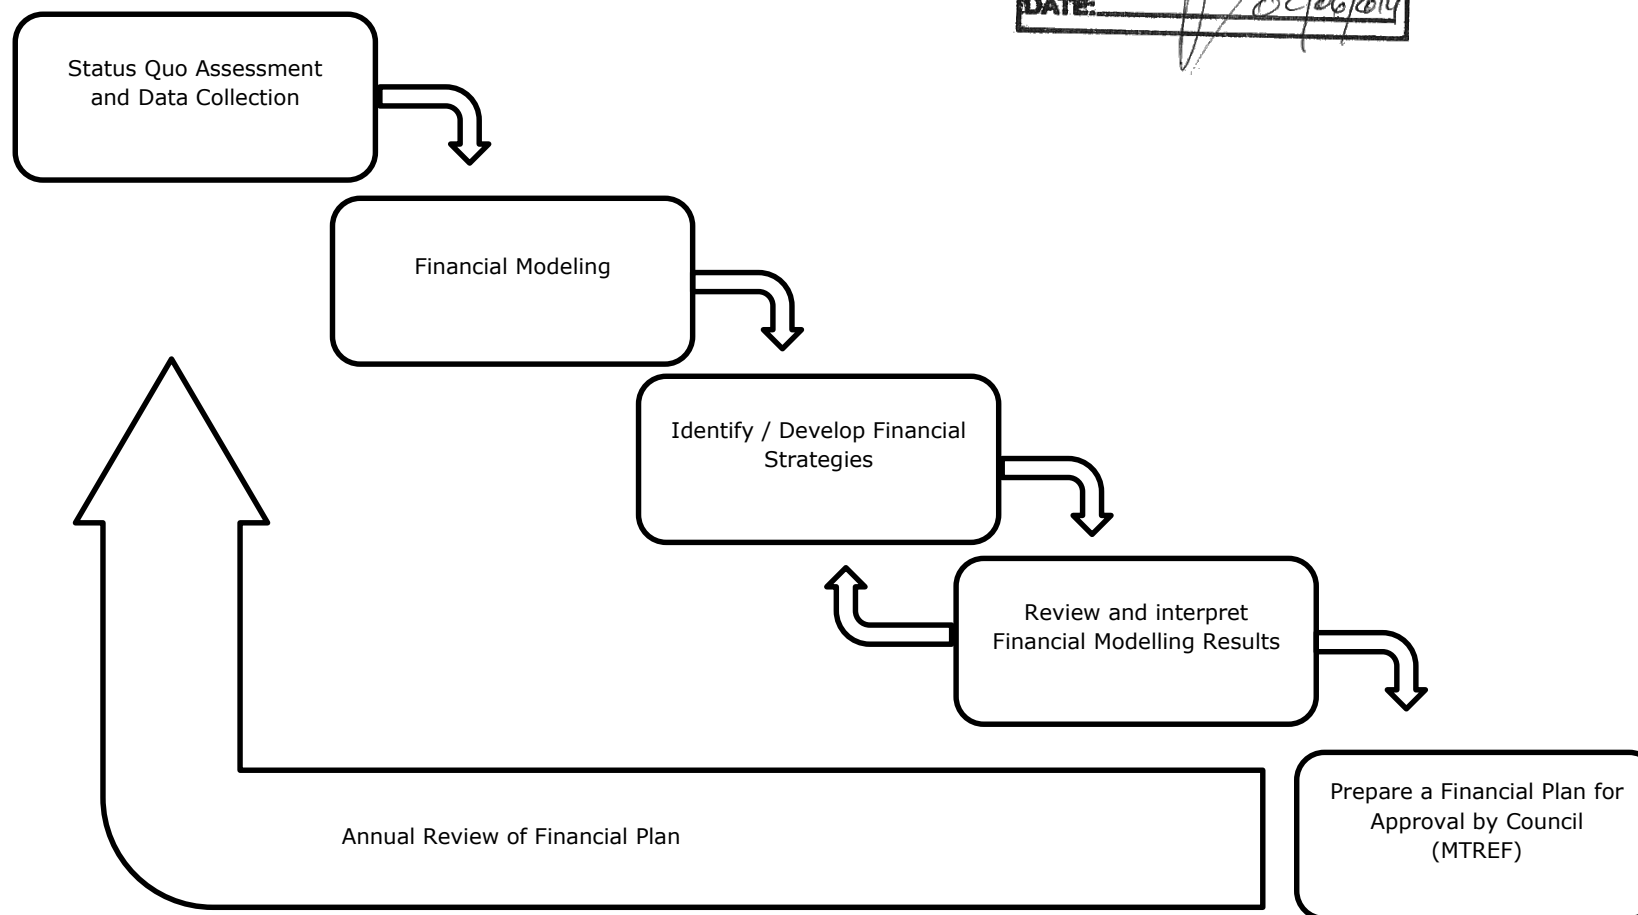 DATE:
Status Quo Assessment
and Data Collection
Financial Modeling
Identify / Develop Financial
Strategies
Review and interpret
Financial Modelling Results
Prepare a Financial Plan for
Approval by Council
(MTREF)
Annual Review of Financial Plan